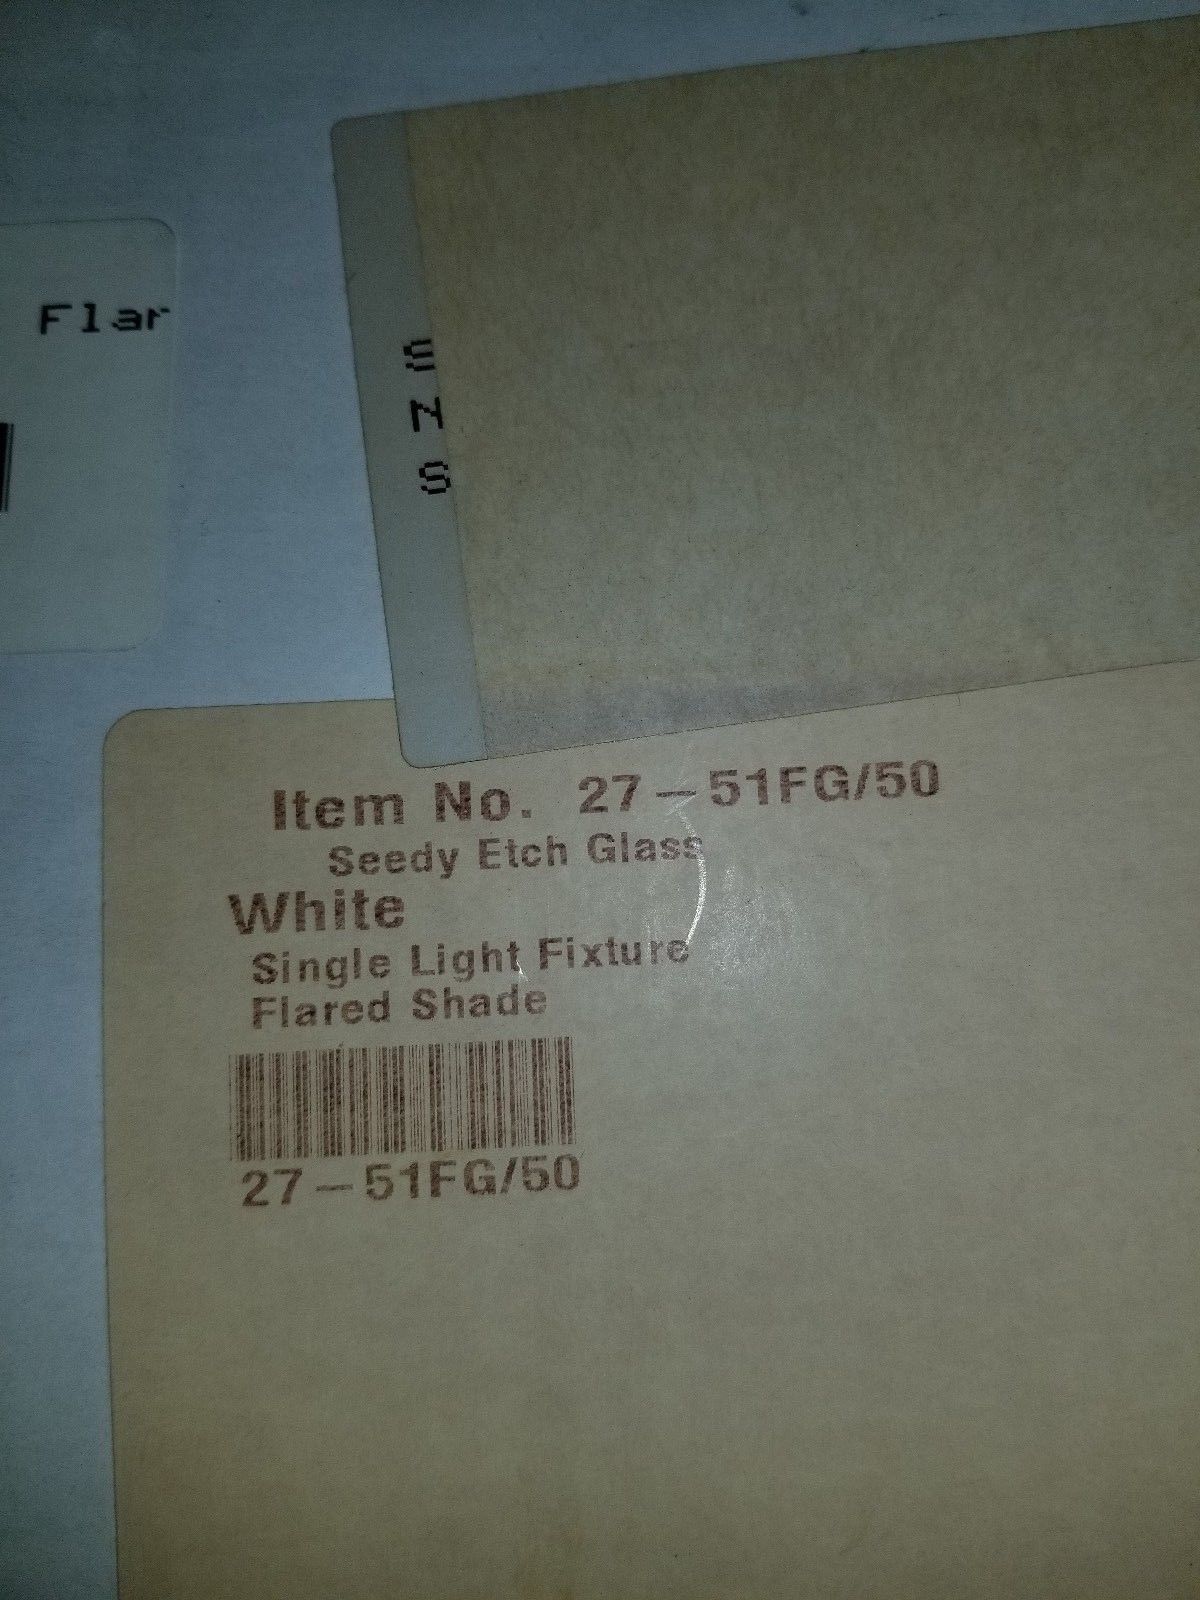 Flar
S
N
S
Item No. 27-51FG/50
Seedy Etch Glass
White
Single Light Fixture
Flared Shade
27-51FG/50